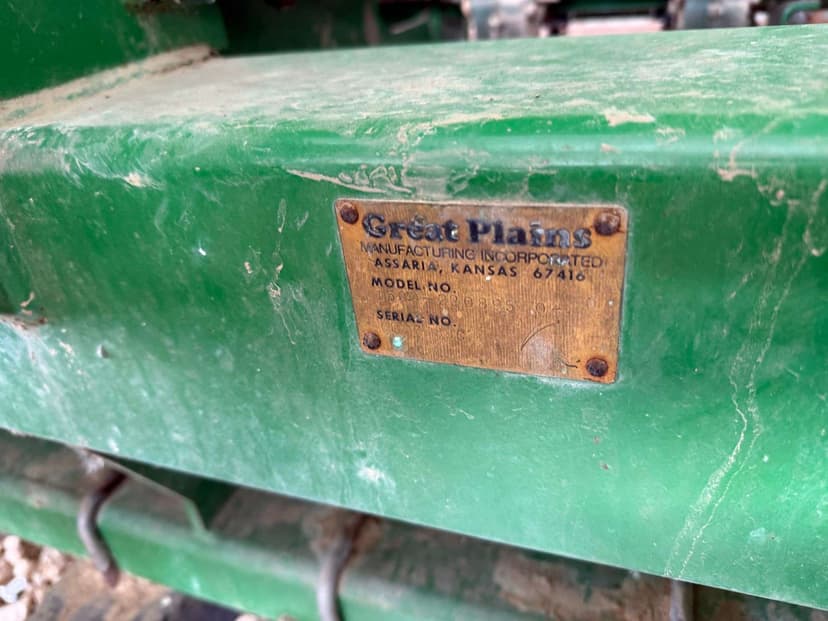 Great Plains
MANUFACTURING INCORPORATED
ASSARIA, KANSAS 67416
MODEL NO.
SERIAL NO.